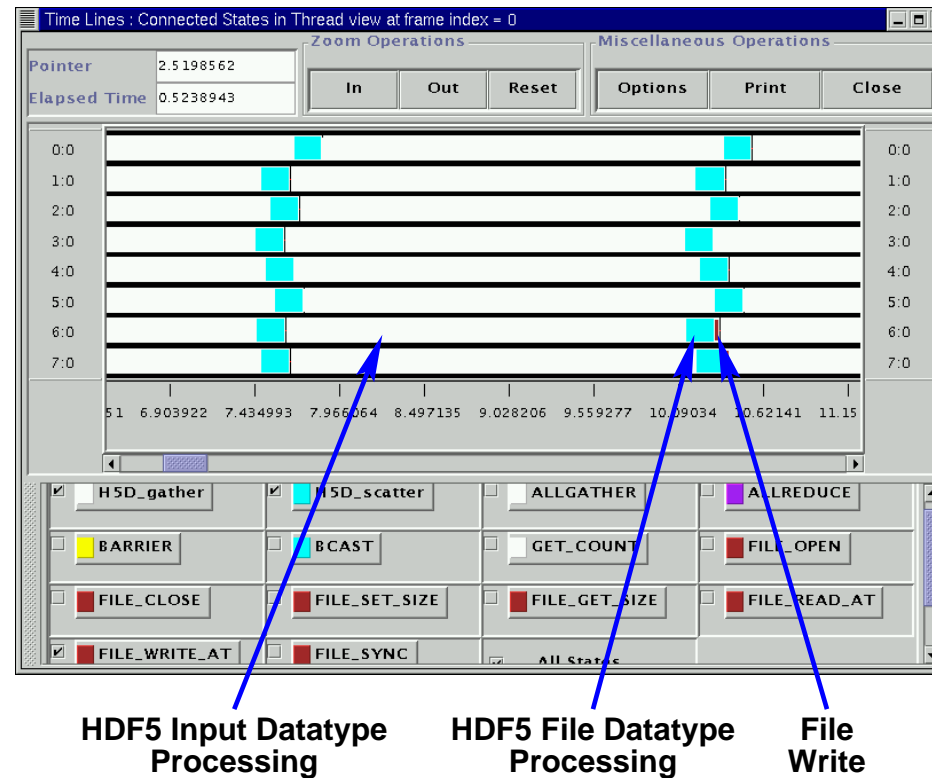 Time Lines : Connected States in Thread view at frame index = 0
Zoom Operations Miscellaneous Operations
Pointer 2.5198562
Elapsed Time 0.5238943
In Out Reset Options Print Close
0:0 0:0
1:0 1:0
2:0 2:0
3:0 3:0
4:0 4:0
5:0 5:0
6:0 6:0
7:0 7:0
51 6.903922 7.434993 7.966064 8.497135 9.028206 9.559277 10.09034 10.62141 11.15
H5D_gather H5D_scatter ALLGATHER ALLREDUCE
BARRIER BCAST GET_COUNT FILE_OPEN
FILE_CLOSE FILE_SET_SIZE FILE_GET_SIZE FILE_READ_AT
FILE_WRITE_AT FILE_SYNC All States
HDF5 Input Datatype HDF5 File Datatype File
Processing Processing Write